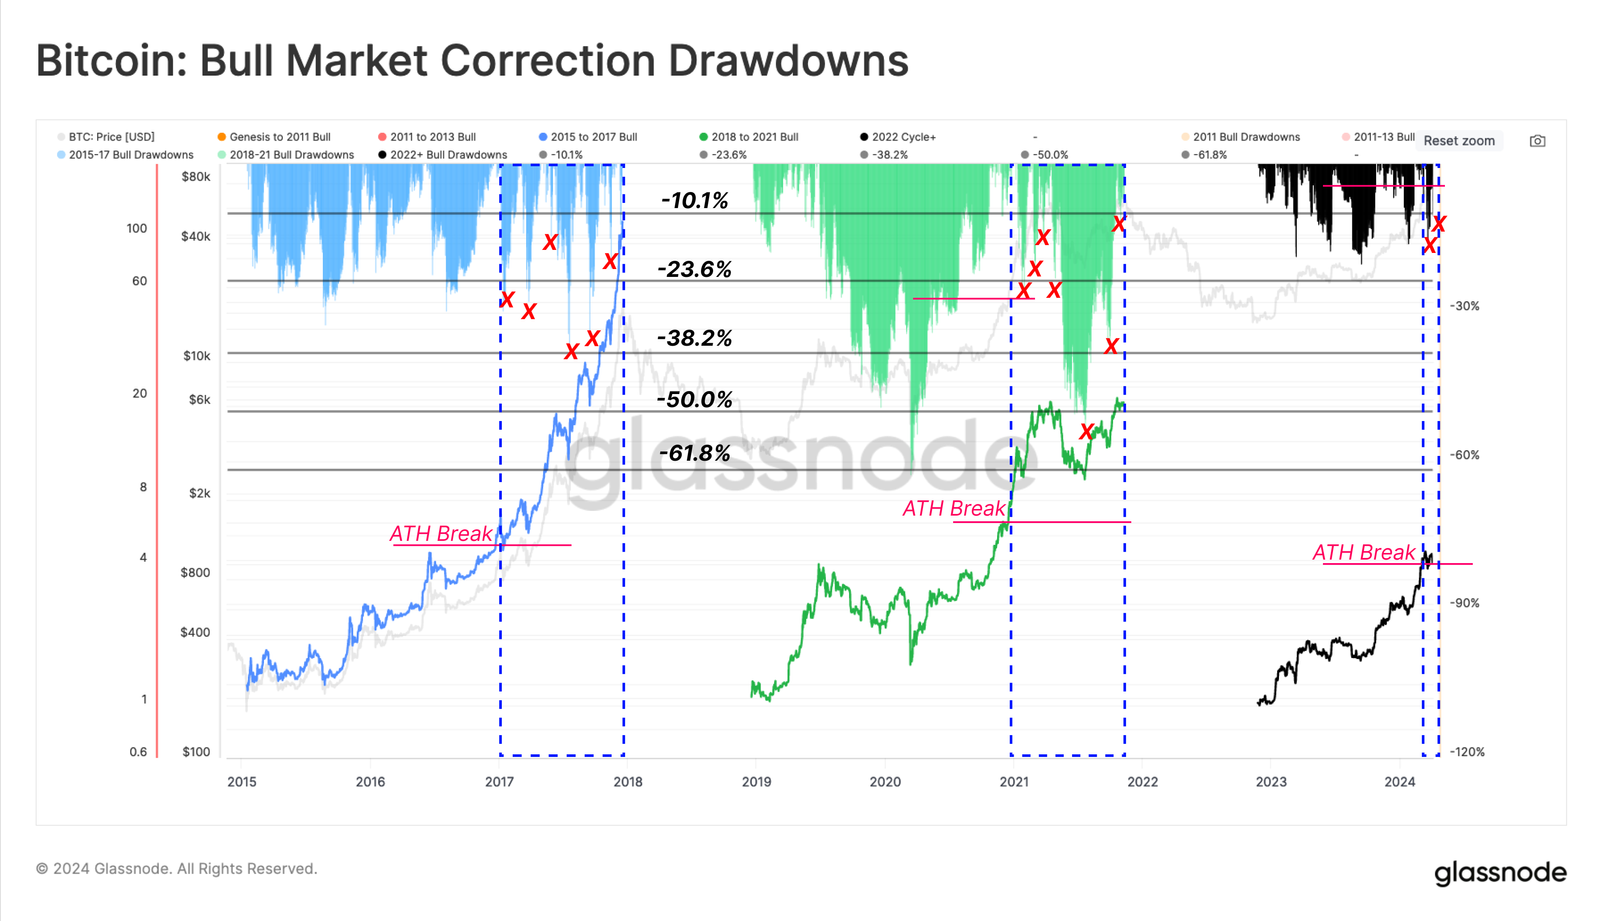 Bitcoin: Bull Market Correction Drawdowns
BTC: Price [USD] Genesis to 2011 Bull 2011 to 2013 Bull 2015 to 2017 Bull 2018 to 2021 Bull 2022 Cycle+ - 2011 Bull Drawdowns 2011-13 Bull
Reset zoom
2015-17 Bull Drawdowns 2018-21 Bull Drawdowns 2022+ Bull Drawdowns -10.1% -23.6% -38.2% -50.0% -61.8% -
$80k
-10.1%
100
$40k
-23.6%
60
-30%
-38.2%
$10k
20
$6k
-50.0%
glassnode
-61.8%
-60%
8
$2k
ATH Break
ATH Break
ATH Break
4
$800
-90%
$400
1
0.6
$100
-120%
2015 2016 2017 2018 2019 2020 2021 2022 2023 2024
X X X X X X X
X X X X X X X X
X X
© 2024 Glassnode. All Rights Reserved.
glassnode